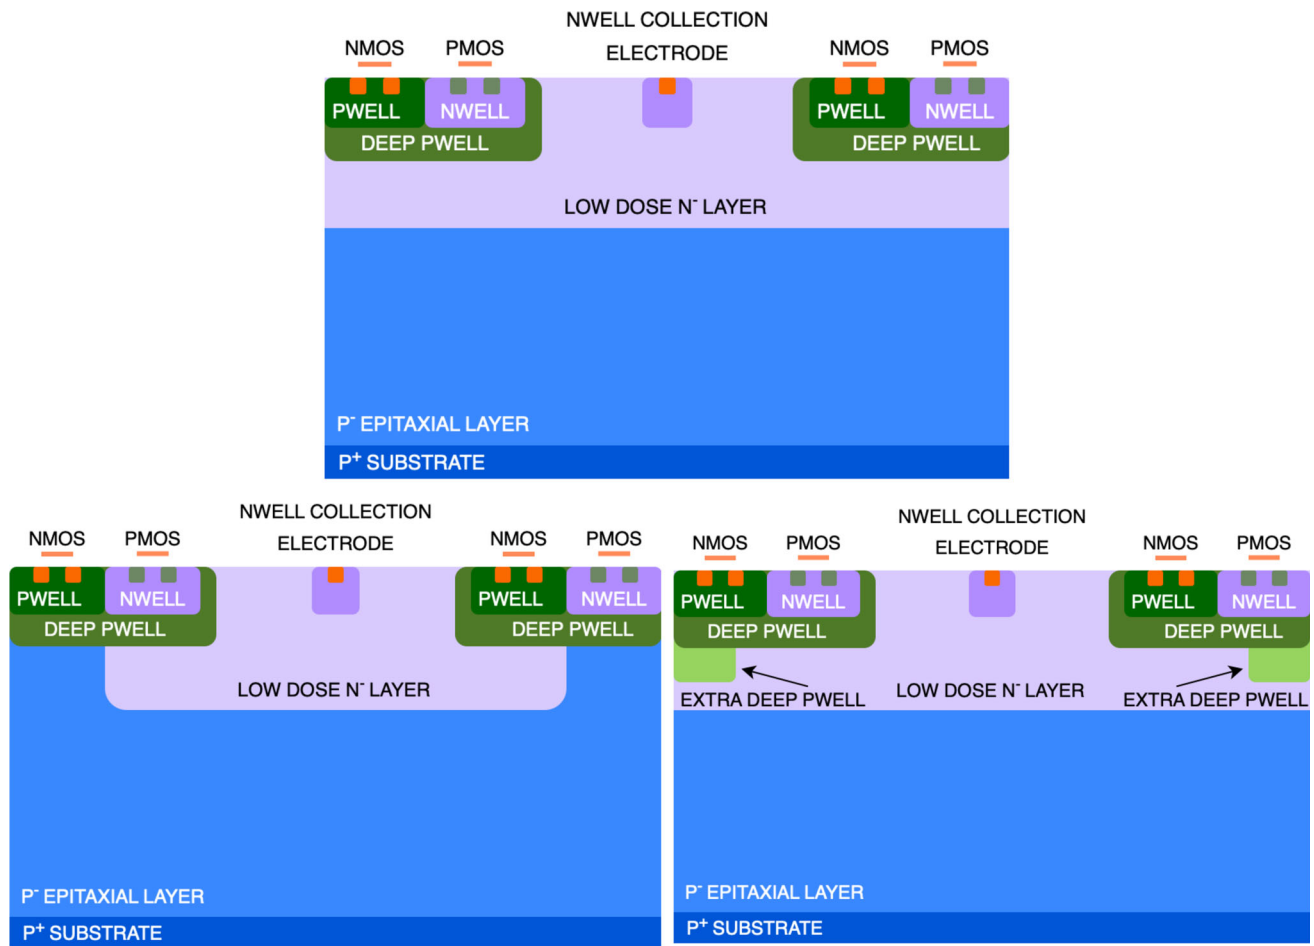 NWELL COLLECTION
ELECTRODE
NMOS PMOS NMOS PMOS
PWELL NWELL PWELL NWELL
DEEP PWELL DEEP PWELL
LOW DOSE N⁻ LAYER
P⁻ EPITAXIAL LAYER
P⁺ SUBSTRATE
NWELL COLLECTION
ELECTRODE
NMOS PMOS NMOS PMOS
PWELL NWELL PWELL NWELL
DEEP PWELL DEEP PWELL
LOW DOSE N⁻ LAYER
P⁻ EPITAXIAL LAYER
P⁺ SUBSTRATE
NWELL COLLECTION
ELECTRODE
NMOS PMOS NMOS PMOS
PWELL NWELL PWELL NWELL
DEEP PWELL DEEP PWELL
LOW DOSE N⁻ LAYER
EXTRA DEEP PWELL EXTRA DEEP PWELL
P⁻ EPITAXIAL LAYER
P⁺ SUBSTRATE